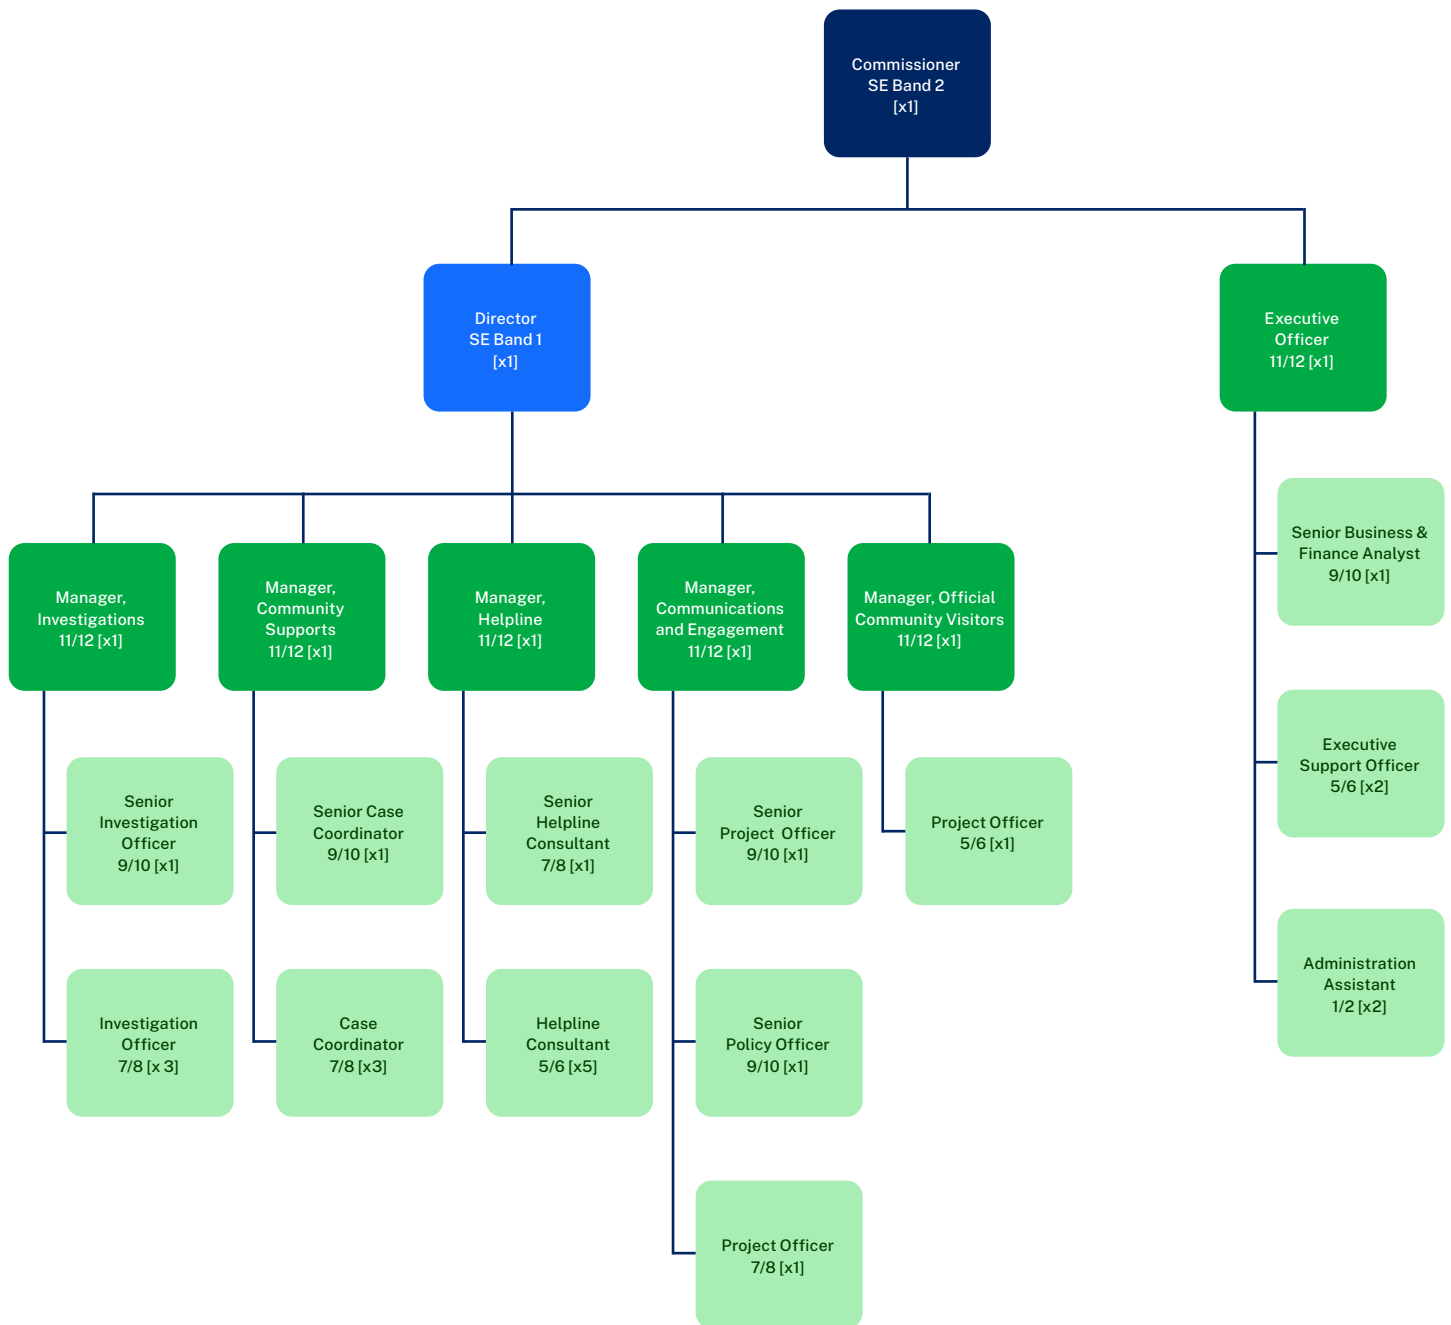 Commissioner
SE Band 2
[x1]
Director
SE Band 1
[x1]
Executive
Officer
11/12 [x1]
Manager,
Investigations
11/12 [x1]
Manager,
Community
Supports
11/12 [x1]
Manager,
Helpline
11/12 [x1]
Manager,
Communications
and Engagement
11/12 [x1]
Manager, Official
Community Visitors
11/12 [x1]
Senior Business &
Finance Analyst
9/10 [x1]
Executive
Support Officer
5/6 [x2]
Administration
Assistant
1/2 [x2]
Senior
Investigation
Officer
9/10 [x1]
Senior Case
Coordinator
9/10 [x1]
Senior
Helpline
Consultant
7/8 [x1]
Senior
Project Officer
9/10 [x1]
Project Officer
5/6 [x1]
Investigation
Officer
7/8 [x 3]
Case
Coordinator
7/8 [x3]
Helpline
Consultant
5/6 [x5]
Senior
Policy Officer
9/10 [x1]
Project Officer
7/8 [x1]